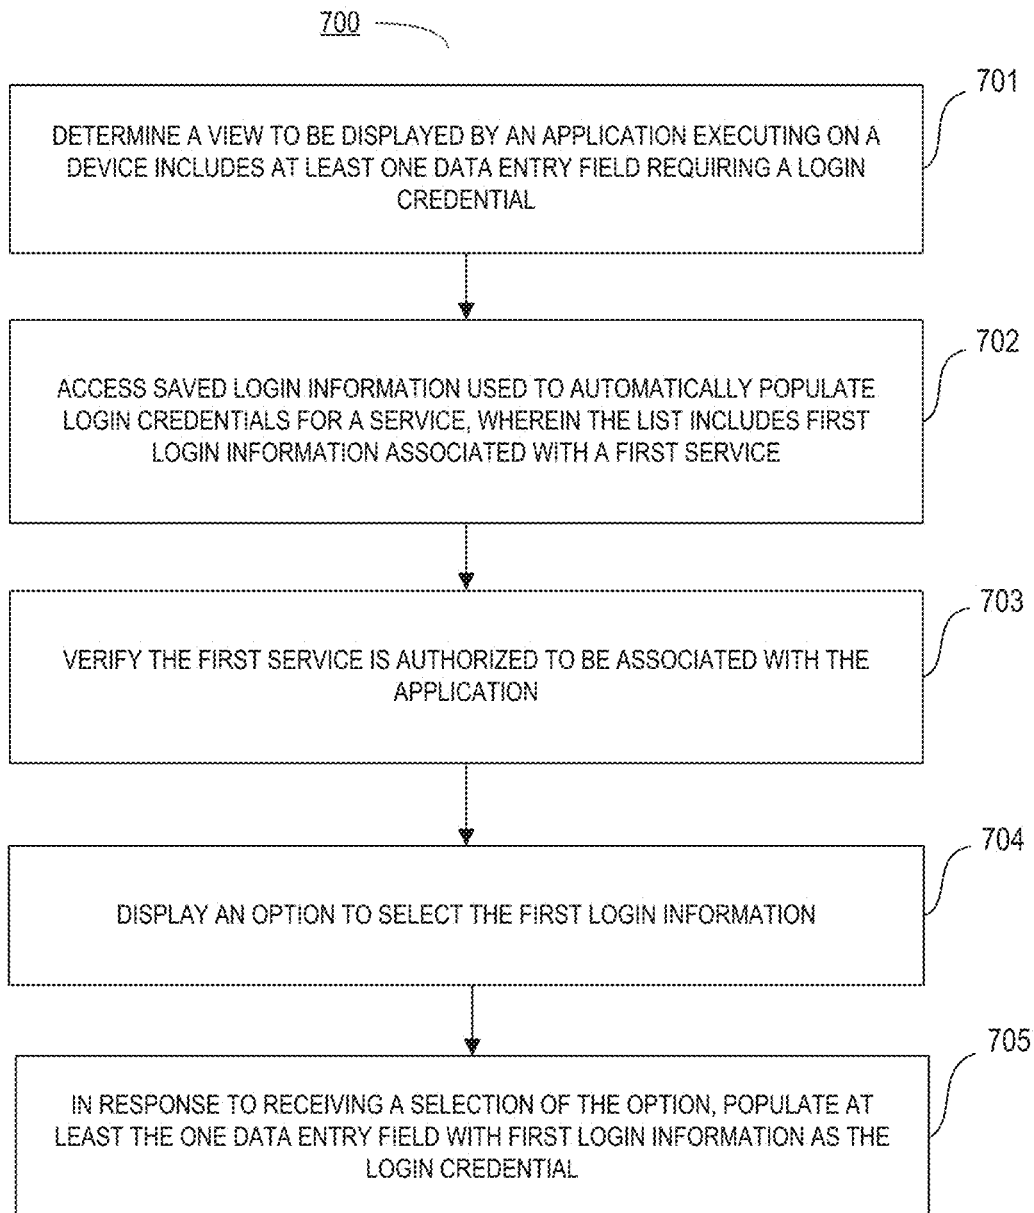 700
701
DETERMINE A VIEW TO BE DISPLAYED BY AN APPLICATION EXECUTING ON A
DEVICE INCLUDES AT LEAST ONE DATA ENTRY FIELD REQUIRING A LOGIN
CREDENTIAL
702
ACCESS SAVED LOGIN INFORMATION USED TO AUTOMATICALLY POPULATE
LOGIN CREDENTIALS FOR A SERVICE, WHEREIN THE LIST INCLUDES FIRST
LOGIN INFORMATION ASSOCIATED WITH A FIRST SERVICE
703
VERIFY THE FIRST SERVICE IS AUTHORIZED TO BE ASSOCIATED WITH THE
APPLICATION
704
DISPLAY AN OPTION TO SELECT THE FIRST LOGIN INFORMATION
705
IN RESPONSE TO RECEIVING A SELECTION OF THE OPTION, POPULATE AT
LEAST THE ONE DATA ENTRY FIELD WITH FIRST LOGIN INFORMATION AS THE
LOGIN CREDENTIAL